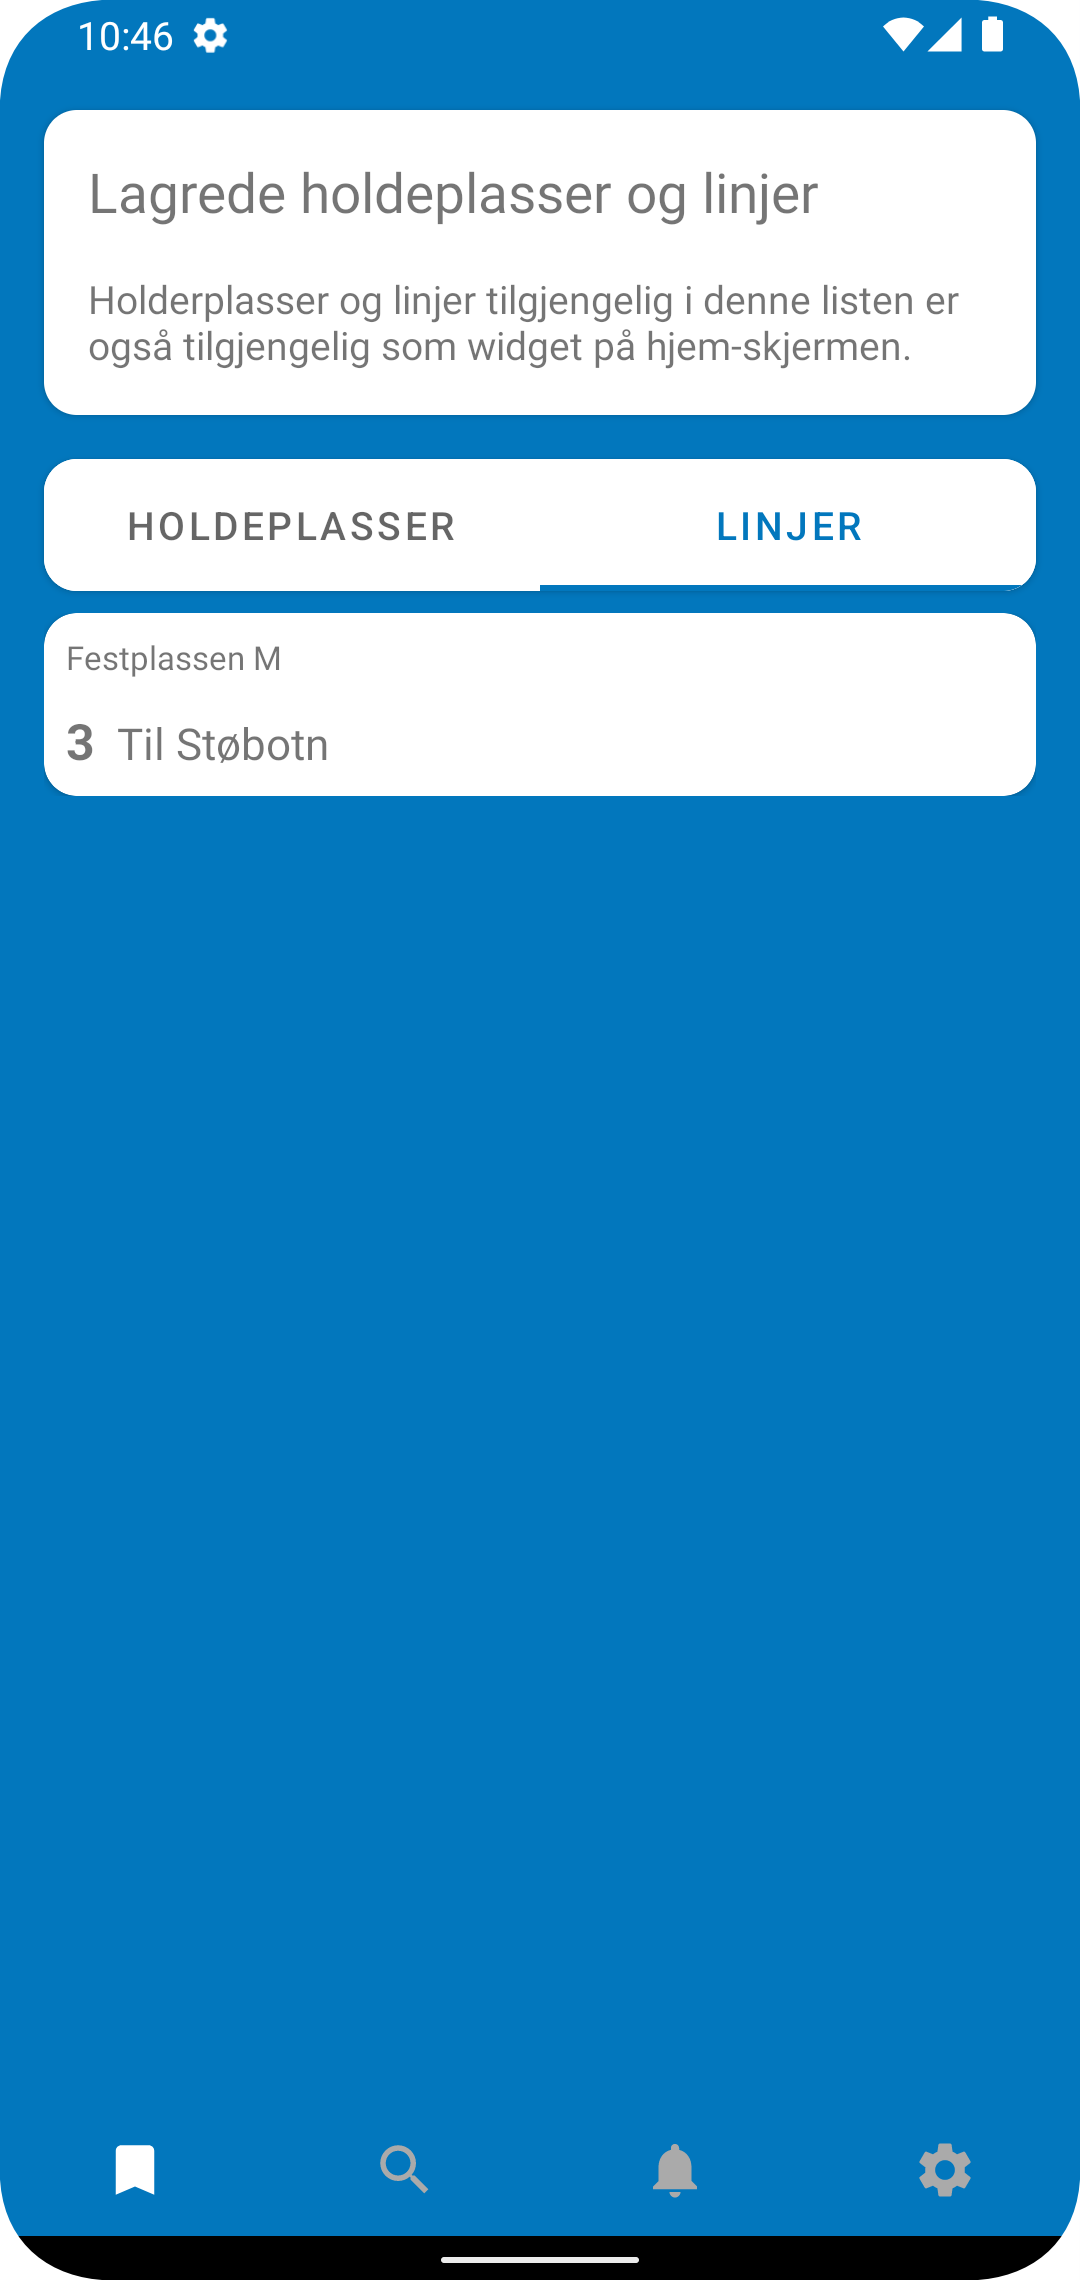 10:46
Lagrede holdeplasser og linjer
Holderplasser og linjer tilgjengelig i denne listen er
også tilgjengelig som widget på hjem-skjermen.
HOLDEPLASSER LINJER
Festplassen M
3 Til Støbotn